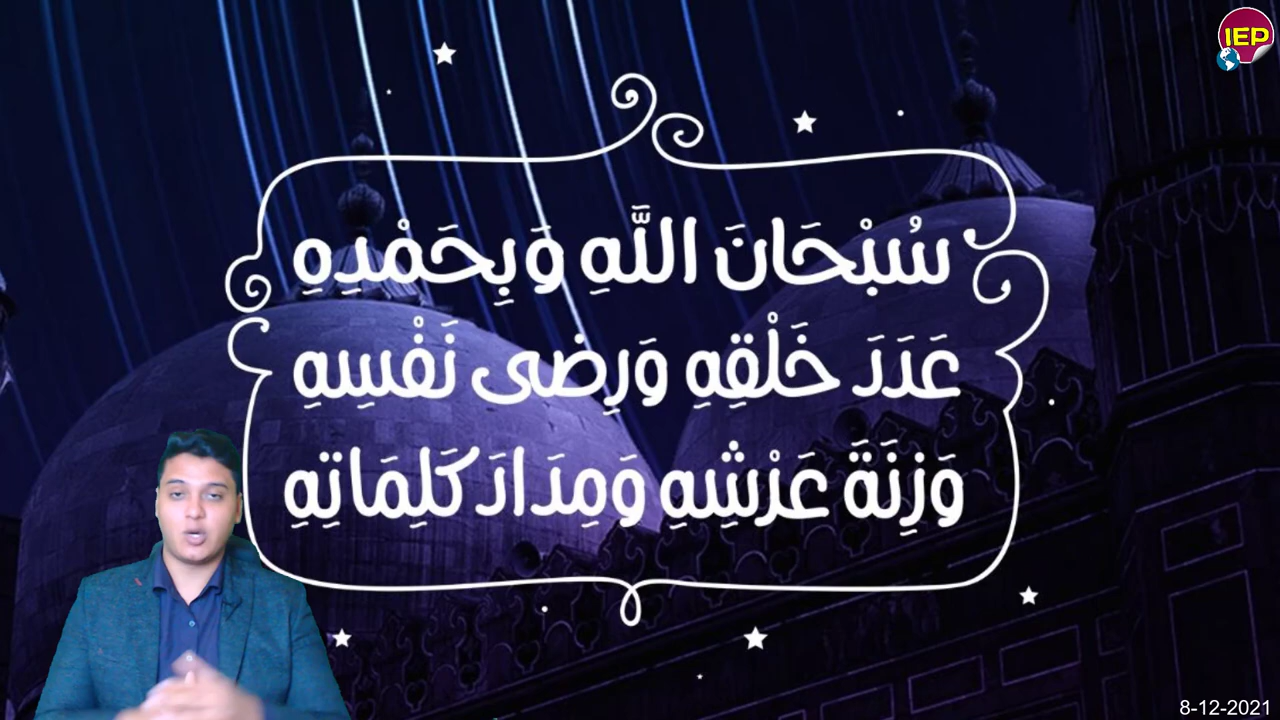 IEP
سُبْحَانَ اللَّهِ وَبِحَمْدِهِ
عَدَدَ خَلْقِهِ وَرِضَى نَفْسِهِ
وَزِنَةَ عَرْشِهِ وَمِدَادَ كَلِمَاتِهِ
8-12-2021